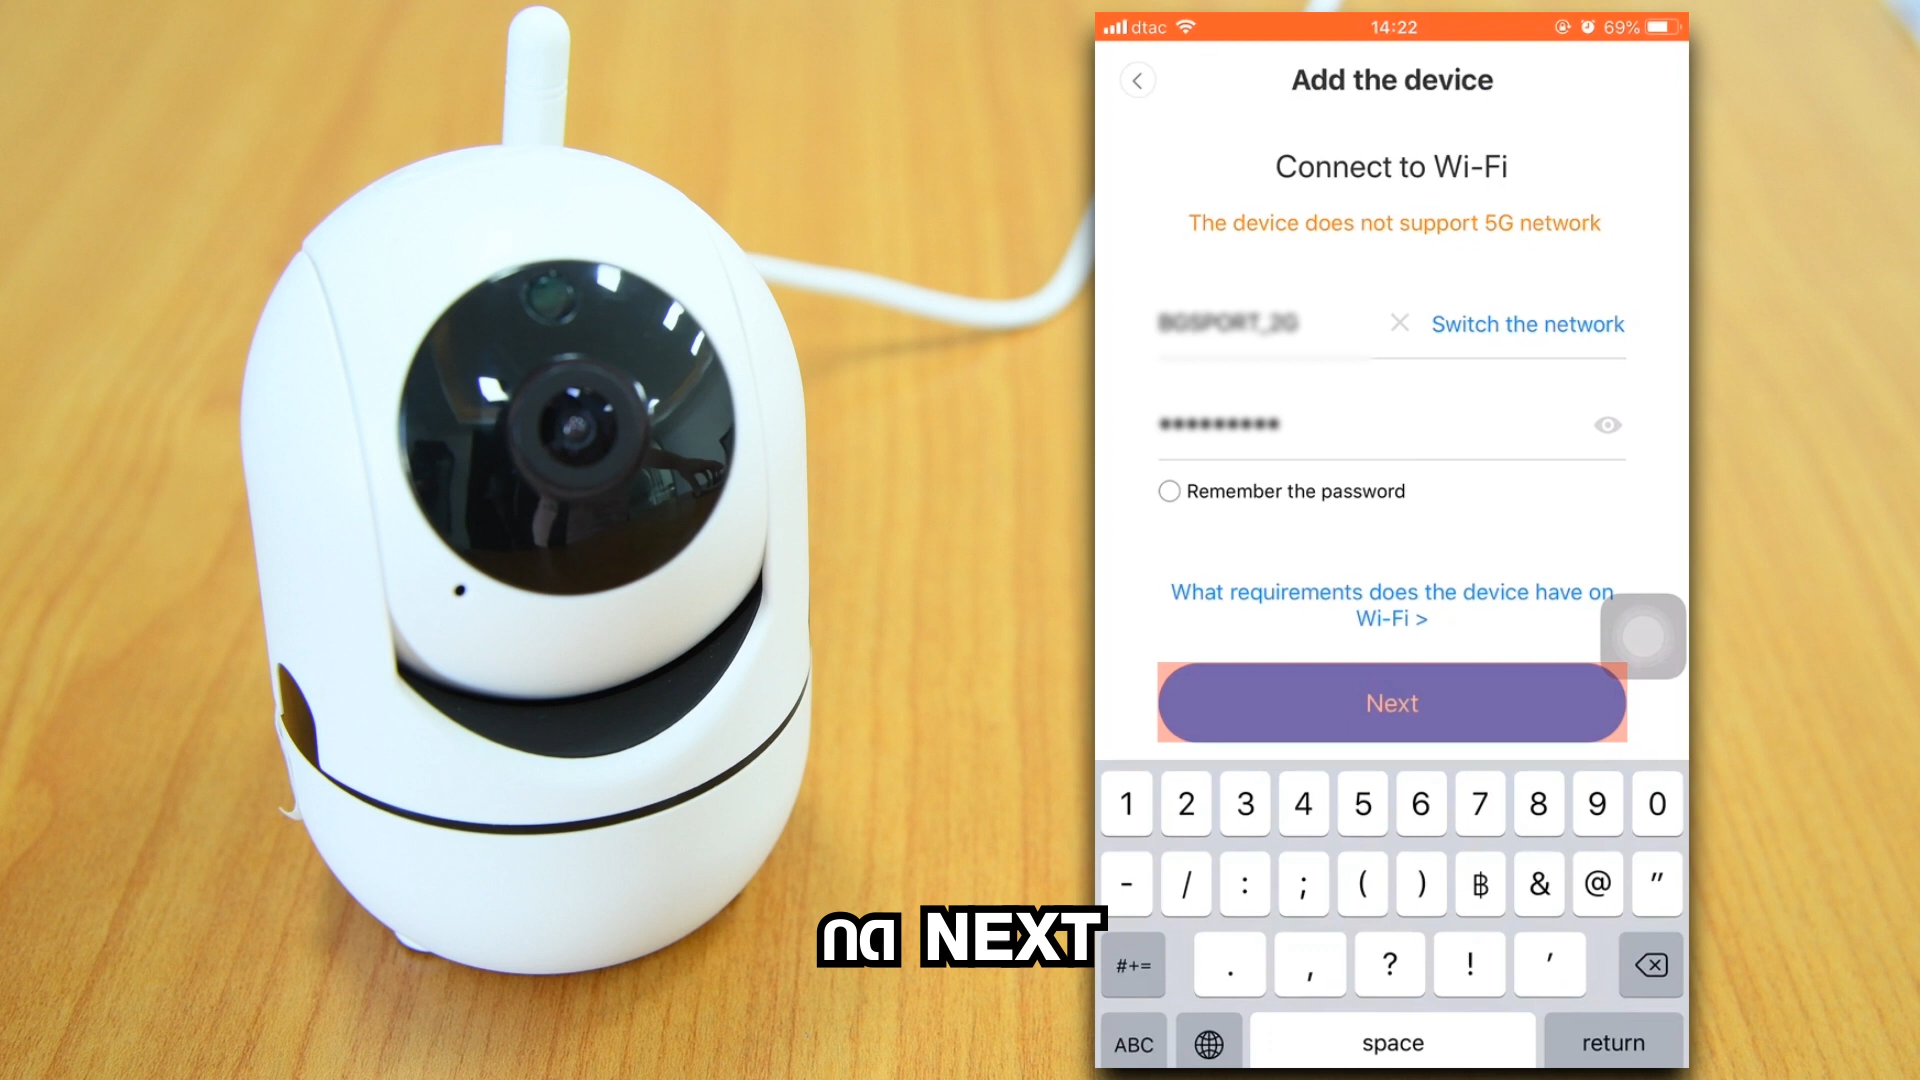 dtac
14:22
69%
Add the device
Connect to Wi-Fi
The device does not support 5G network
BGSPORT_2G
Switch the network
••••••••••
Remember the password
What requirements does the device have on
Wi-Fi >
Next
1 2 3 4 5 6 7 8 9 0
- / : ; ( ) ฿ & @ "
กด NEXT
#+= . , ? ! '
ABC space return